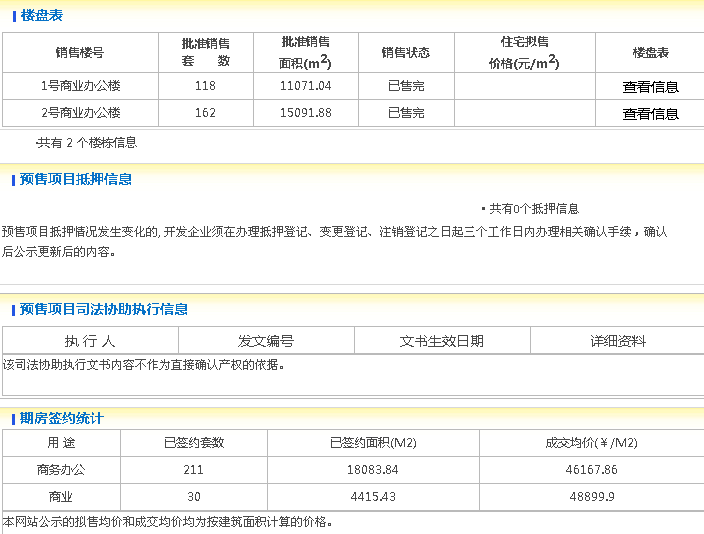 楼盘表
销售楼号 批准销售套 数 批准销售面积(m2) 销售状态 住宅拟售价格(元/m2) 楼盘表
1号商业办公楼 118 11071.04 已售完 查看信息
2号商业办公楼 162 15091.88 已售完 查看信息
·共有 2 个楼栋信息
预售项目抵押信息
• 共有0个抵押信息
预售项目抵押情况发生变化的, 开发企业须在办理抵押登记、变更登记、注销登记之日起三个工作日内办理相关确认手续，确认
后公示更新后的内容。
预售项目司法协助执行信息
执 行 人 发文编号 文书生效日期 详细资料
该司法协助执行文书内容不作为直接确认产权的依据。
期房签约统计
用 途 已签约套数 已签约面积(M2) 成交均价(￥/M2)
商务办公 211 18083.84 46167.86
商业 30 4415.43 48899.9
本网站公示的拟售均价和成交均价均为按建筑面积计算的价格。